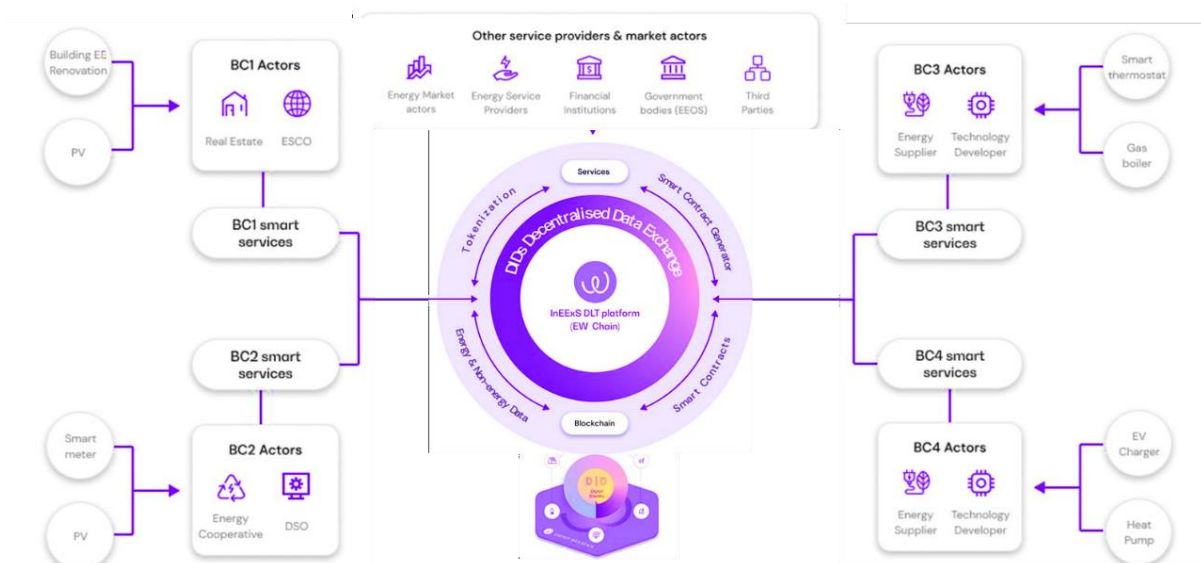 Other service providers & market actors
Energy Market
actors
Energy Service
Providers
Financial
Institutions
Government
bodies (EEOS)
Third
Parties
Building EE
Renovation
PV
BC1 Actors
Real Estate
ESCO
BC1 smart
services
BC2 smart
services
Smart
meter
PV
BC2 Actors
Energy
Cooperative
DSO
Services
Tokenization
Smart Contract Generator
DIDs Decentralised Data Exchange
InEExS DLT platform
(EW Chain)
Energy & Non-energy Data
Smart Contracts
Blockchain
DID
BC3 Actors
Energy
Supplier
Technology
Developer
Smart
thermostat
Gas
boiler
BC3 smart
services
BC4 smart
services
BC4 Actors
Energy
Supplier
Technology
Developer
EV
Charger
Heat
Pump